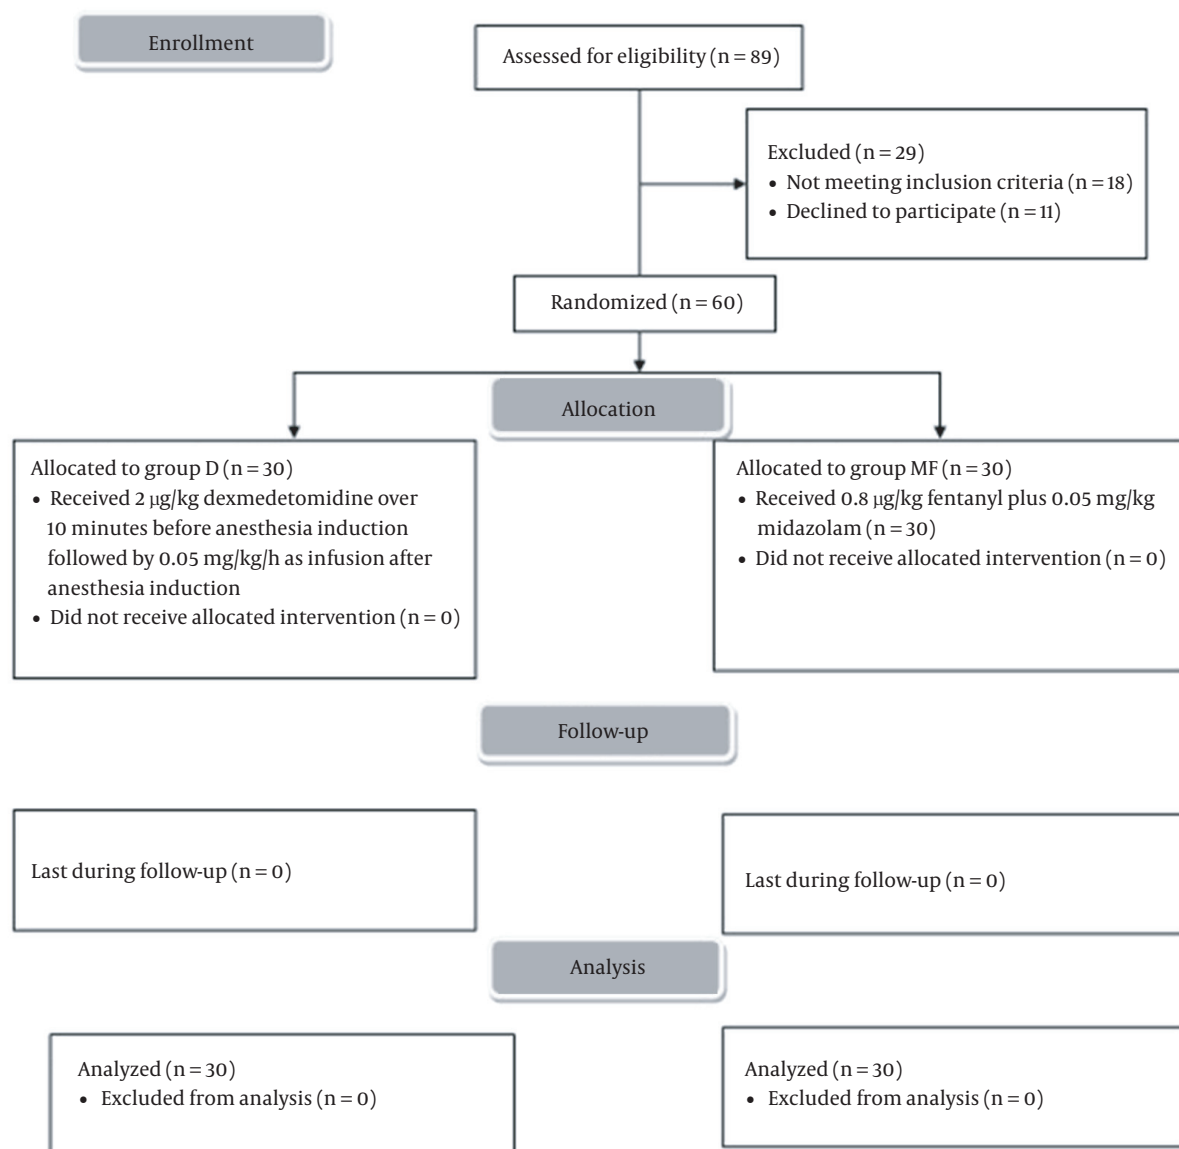 Enrollment
Assessed for eligibility (n = 89)
Excluded (n = 29)
• Not meeting inclusion criteria (n = 18)
• Declined to participate (n = 11)
Randomized (n = 60)
Allocation
Allocated to group D (n = 30)
• Received 2 µg/kg dexmedetomidine over
10 minutes before anesthesia induction
followed by 0.05 mg/kg/h as infusion after
anesthesia induction
• Did not receive allocated intervention (n = 0)
Allocated to group MF (n = 30)
• Received 0.8 µg/kg fentanyl plus 0.05 mg/kg
midazolam (n = 30)
• Did not receive allocated intervention (n = 0)
Follow-up
Last during follow-up (n = 0)
Last during follow-up (n = 0)
Analysis
Analyzed (n = 30)
• Excluded from analysis (n = 0)
Analyzed (n = 30)
• Excluded from analysis (n = 0)